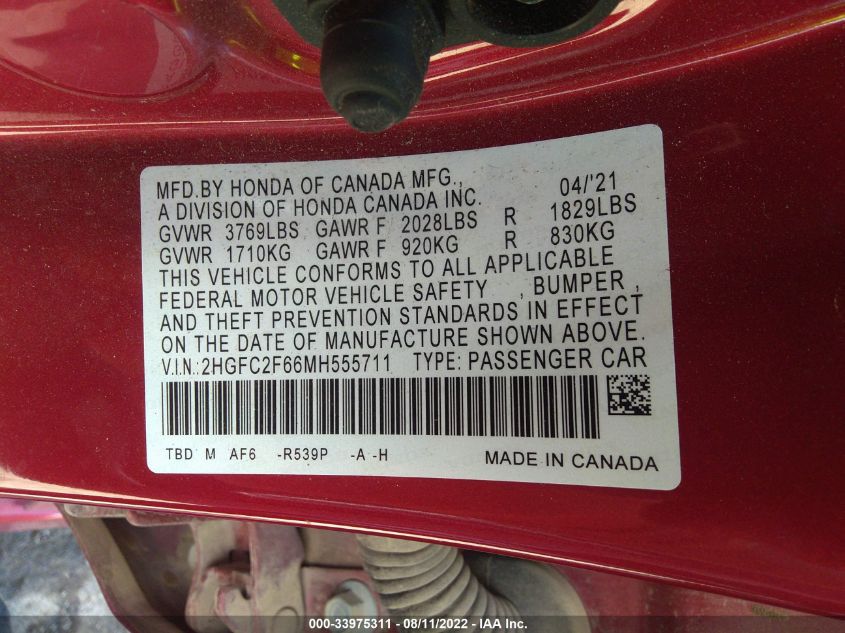 MFD.BY HONDA OF CANADA MFG., 04/'21
A DIVISION OF HONDA CANADA INC.
GVWR 3769LBS GAWR F 2028LBS R 1829LBS
GVWR 1710KG GAWR F 920KG R 830KG
THIS VEHICLE CONFORMS TO ALL APPLICABLE
FEDERAL MOTOR VEHICLE SAFETY , BUMPER ,
AND THEFT PREVENTION STANDARDS IN EFFECT
ON THE DATE OF MANUFACTURE SHOWN ABOVE.
V.I.N.:2HGFC2F66MH555711 TYPE: PASSENGER CAR
TBD M AF6 -R539P -A -H MADE IN CANADA
000-33975311 - 08/11/2022 - IAA Inc.